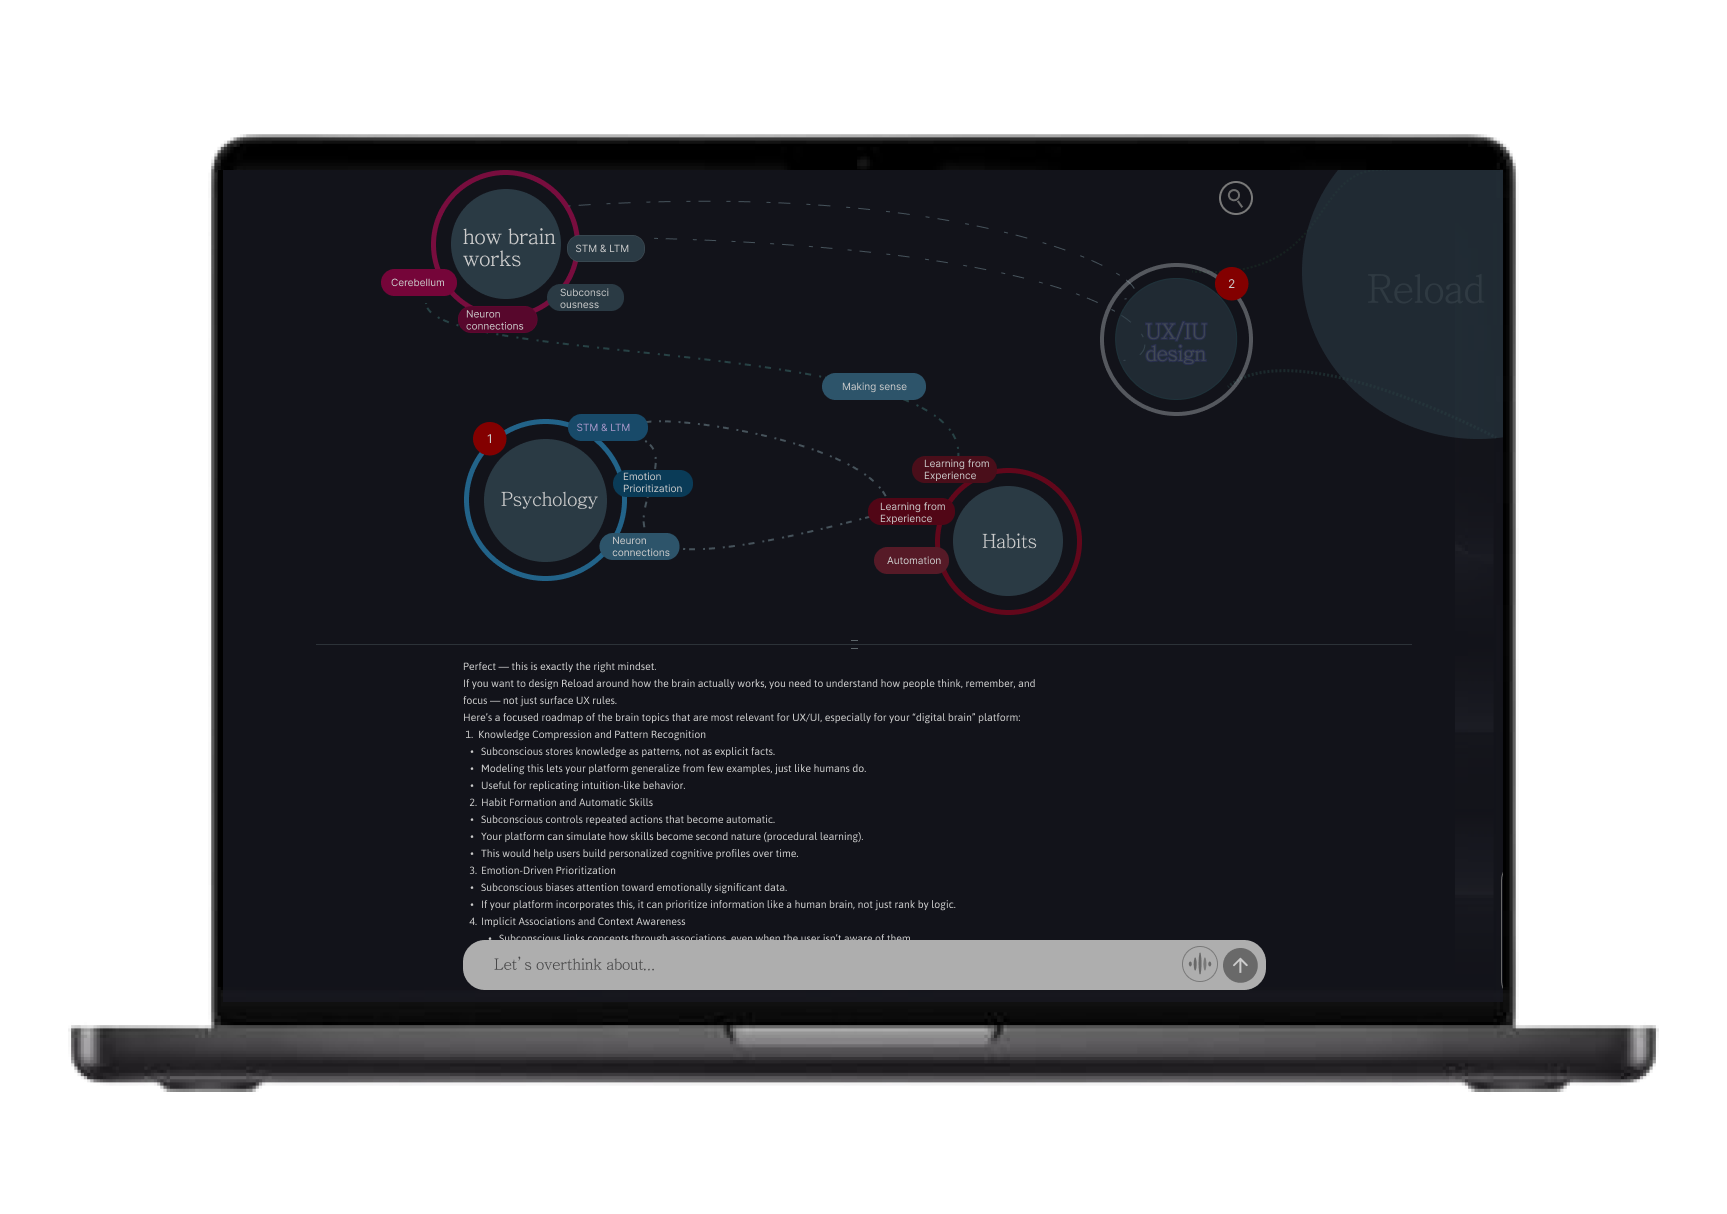 how brain
works
STM & LTM
Cerebellum
Subconsci
ousness
Neuron
connections
Reload
2
UX/IU
design
Making sense
1
STM & LTM
Emotion
Prioritization
Psychology
Neuron
connections
Learning from
Experience
Learning from
Experience
Habits
Automation
Perfect — this is exactly the right mindset.
If you want to design Reload around how the brain actually works, you need to understand how people think, remember, and
focus — not just surface UX rules.
Here's a focused roadmap of the brain topics that are most relevant for UX/UI, especially for your “digital brain” platform:
1. Knowledge Compression and Pattern Recognition
• Subconscious stores knowledge as patterns, not as explicit facts.
• Modeling this lets your platform generalize from few examples, just like humans do.
• Useful for replicating intuition-like behavior.
2. Habit Formation and Automatic Skills
• Subconscious controls repeated actions that become automatic.
• Your platform can simulate how skills become second nature (procedural learning).
• This would help users build personalized cognitive profiles over time.
3. Emotion-Driven Prioritization
• Subconscious biases attention toward emotionally significant data.
• If your platform incorporates this, it can prioritize information like a human brain, not just rank by logic.
4. Implicit Associations and Context Awareness
• Subconscious links concepts through associations, even when the user isn't aware of them.
Let's overthink about...